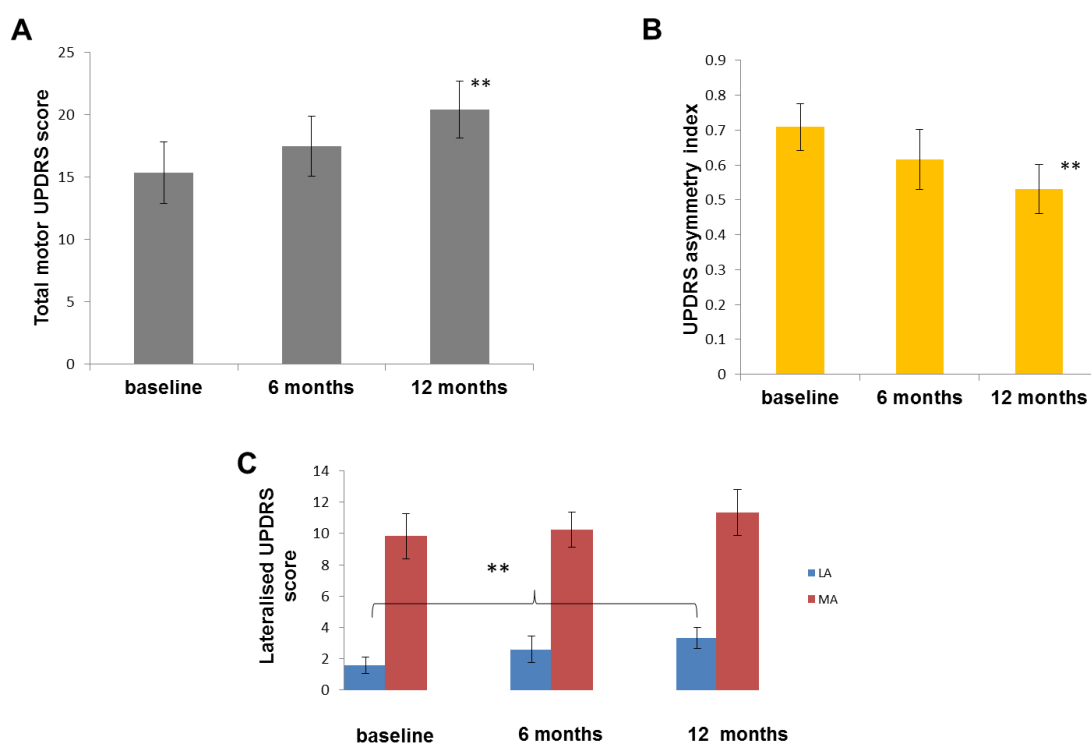 A
Total motor UPDRS score
25
20
15
10
5
0
**
baseline
6 months
12 months
B
UPDRS asymmetry index
0.9
0.8
0.7
0.6
0.5
0.4
0.3
0.2
0.1
0
**
baseline
6 months
12 months
C
Lateralised UPDRS
score
14
12
10
8
6
4
2
0
**
LA
MA
baseline
6 months
12 months